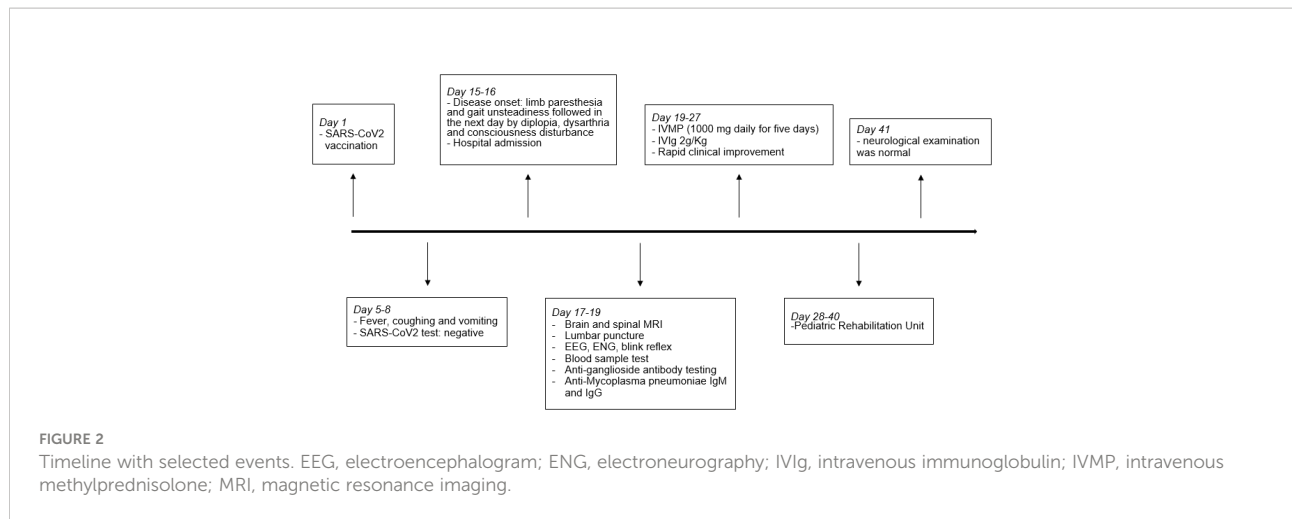 Day 1
- SARS-CoV2
vaccination
Day 15-16
- Disease onset: limb paresthesia
and gait unsteadiness followed in
the next day by diplopia, dysarthria
and consciousness disturbance
- Hospital admission
Day 19-27
- IVMP (1000 mg daily for five days)
- IVIg 2g/Kg
- Rapid clinical improvement
Day 41
- neurological examination
was normal
Day 5-8
- Fever, coughing and vomiting
- SARS-CoV2 test: negative
Day 17-19
- Brain and spinal MRI
- Lumbar puncture
- EEG, ENG, blink reflex
- Blood sample test
- Anti-ganglioside antibody testing
- Anti-Mycoplasma pneumoniae IgM
and IgG
Day 28-40
-Pediatric Rehabilitation Unit
FIGURE 2
Timeline with selected events. EEG, electroencephalogram; ENG, electroneurography; IVIg, intravenous immunoglobulin; IVMP, intravenous
methylprednisolone; MRI, magnetic resonance imaging.